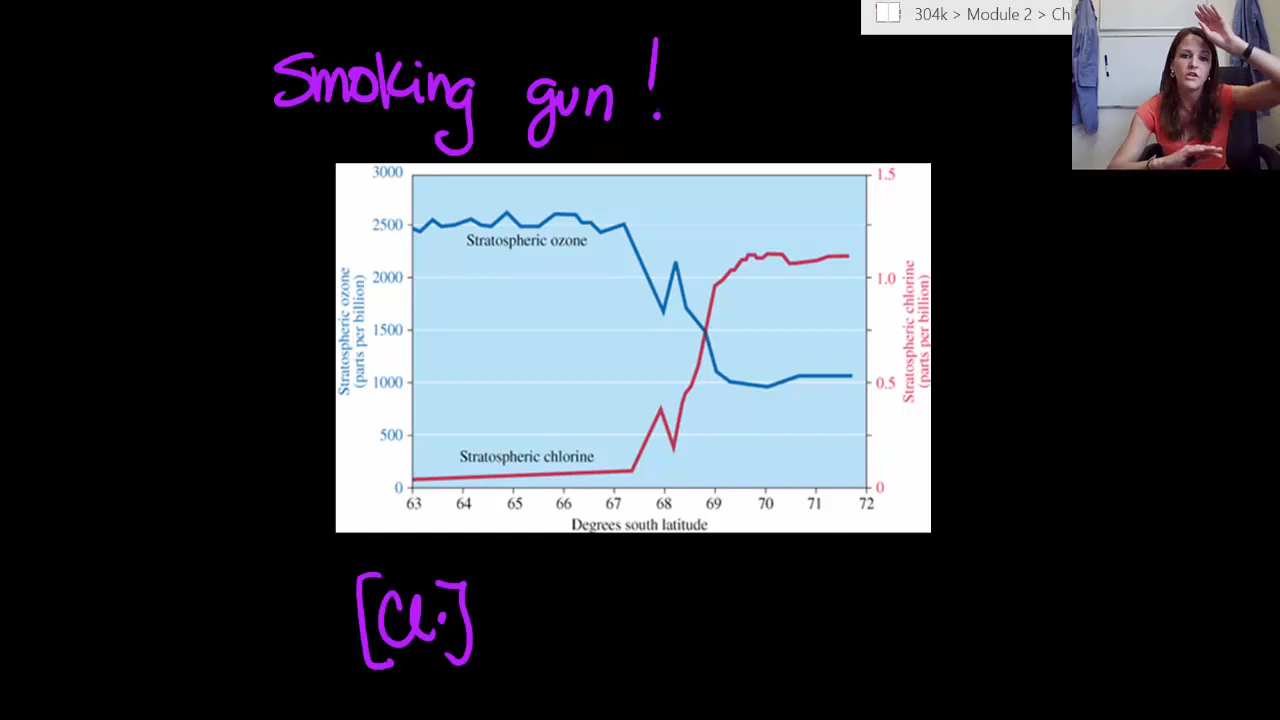 304k > Module 2 > Ch
Smoking gun !
3000
2500
2000
1500
1000
500
0
Stratospheric ozone
(parts per billion)
Stratospheric ozone
Stratospheric chlorine
1.5
1.0
0.5
0
Stratospheric chlorine
(parts per billion)
63 64 65 66 67 68 69 70 71 72
Degrees south latitude
[Cl·]